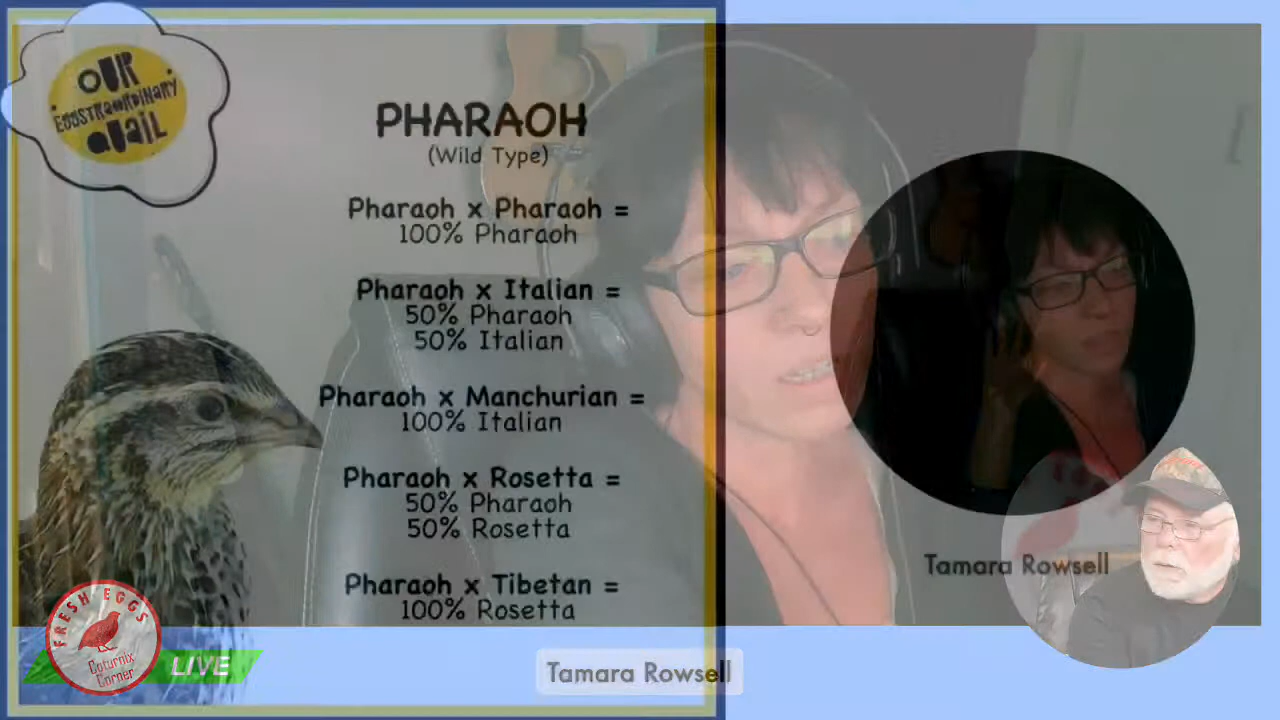 OUR
EGGSTRAORDINARY
QUAIL
PHARAOH
(Wild Type)
Pharaoh x Pharaoh =
100% Pharaoh
Pharaoh x Italian =
50% Pharaoh
50% Italian
Pharaoh x Manchurian =
100% Italian
Pharaoh x Rosetta =
50% Pharaoh
50% Rosetta
Pharaoh x Tibetan =
100% Rosetta
Tamara Rowsell
FRESH EGGS
Coturnix
Corner
LIVE
Tamara Rowsell